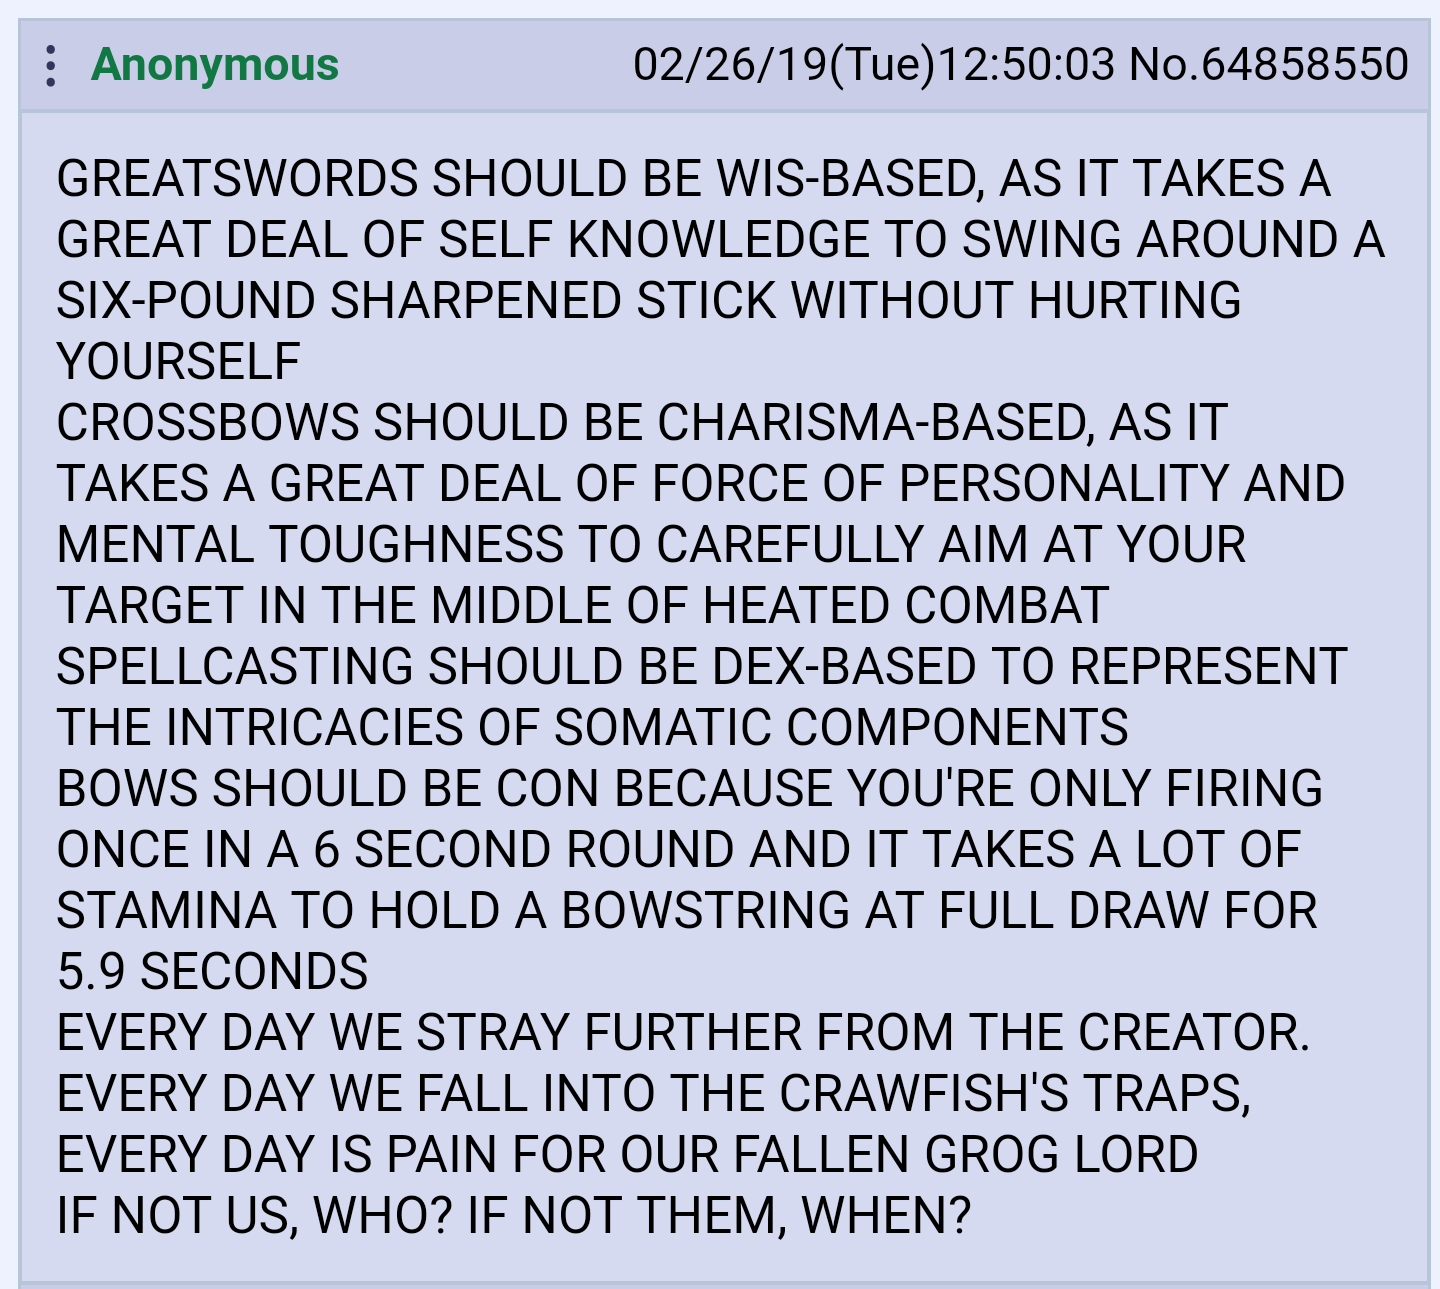 Anonymous 02/26/19(Tue)12:50:03 No.64858550
GREATSWORDS SHOULD BE WIS-BASED, AS IT TAKES A
GREAT DEAL OF SELF KNOWLEDGE TO SWING AROUND A
SIX-POUND SHARPENED STICK WITHOUT HURTING
YOURSELF
CROSSBOWS SHOULD BE CHARISMA-BASED, AS IT
TAKES A GREAT DEAL OF FORCE OF PERSONALITY AND
MENTAL TOUGHNESS TO CAREFULLY AIM AT YOUR
TARGET IN THE MIDDLE OF HEATED COMBAT
SPELLCASTING SHOULD BE DEX-BASED TO REPRESENT
THE INTRICACIES OF SOMATIC COMPONENTS
BOWS SHOULD BE CON BECAUSE YOU'RE ONLY FIRING
ONCE IN A 6 SECOND ROUND AND IT TAKES A LOT OF
STAMINA TO HOLD A BOWSTRING AT FULL DRAW FOR
5.9 SECONDS
EVERY DAY WE STRAY FURTHER FROM THE CREATOR.
EVERY DAY WE FALL INTO THE CRAWFISH'S TRAPS,
EVERY DAY IS PAIN FOR OUR FALLEN GROG LORD
IF NOT US, WHO? IF NOT THEM, WHEN?